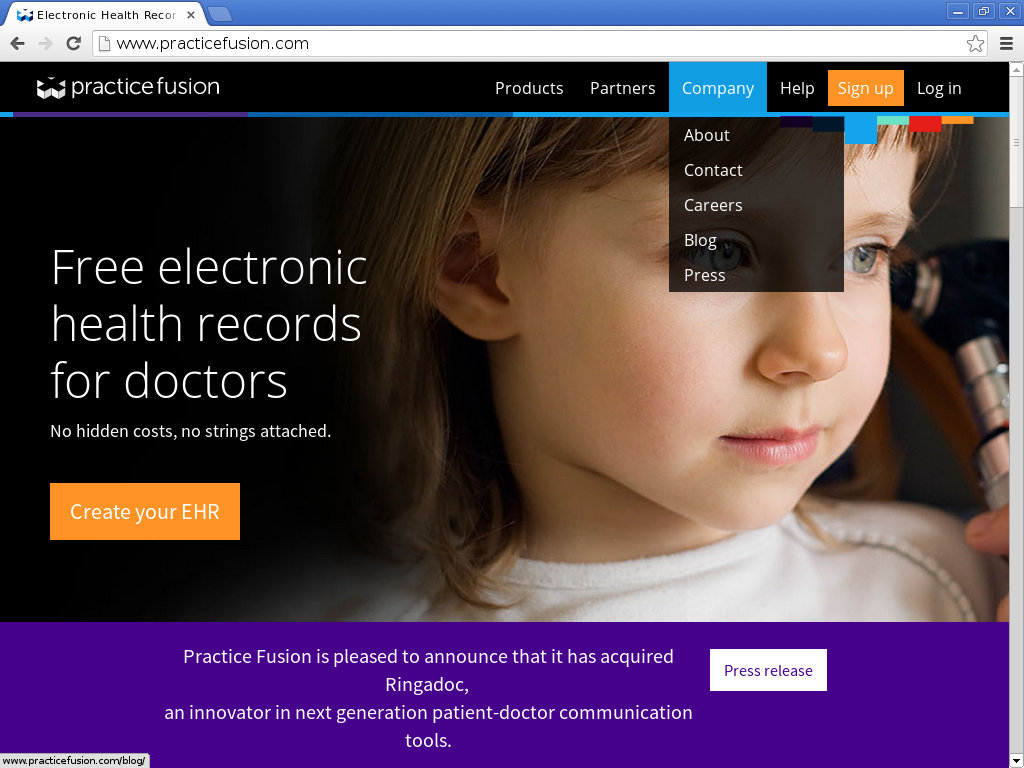 Electronic Health Recor
www.practicefusion.com
practice fusion
Products Partners Company Help Sign up Log in
About
Contact
Careers
Blog
Press
Free electronic
health records
for doctors
No hidden costs, no strings attached.
Create your EHR
Practice Fusion is pleased to announce that it has acquired
Ringadoc,
an innovator in next generation patient-doctor communication
tools.
Press release
www.practicefusion.com/blog/